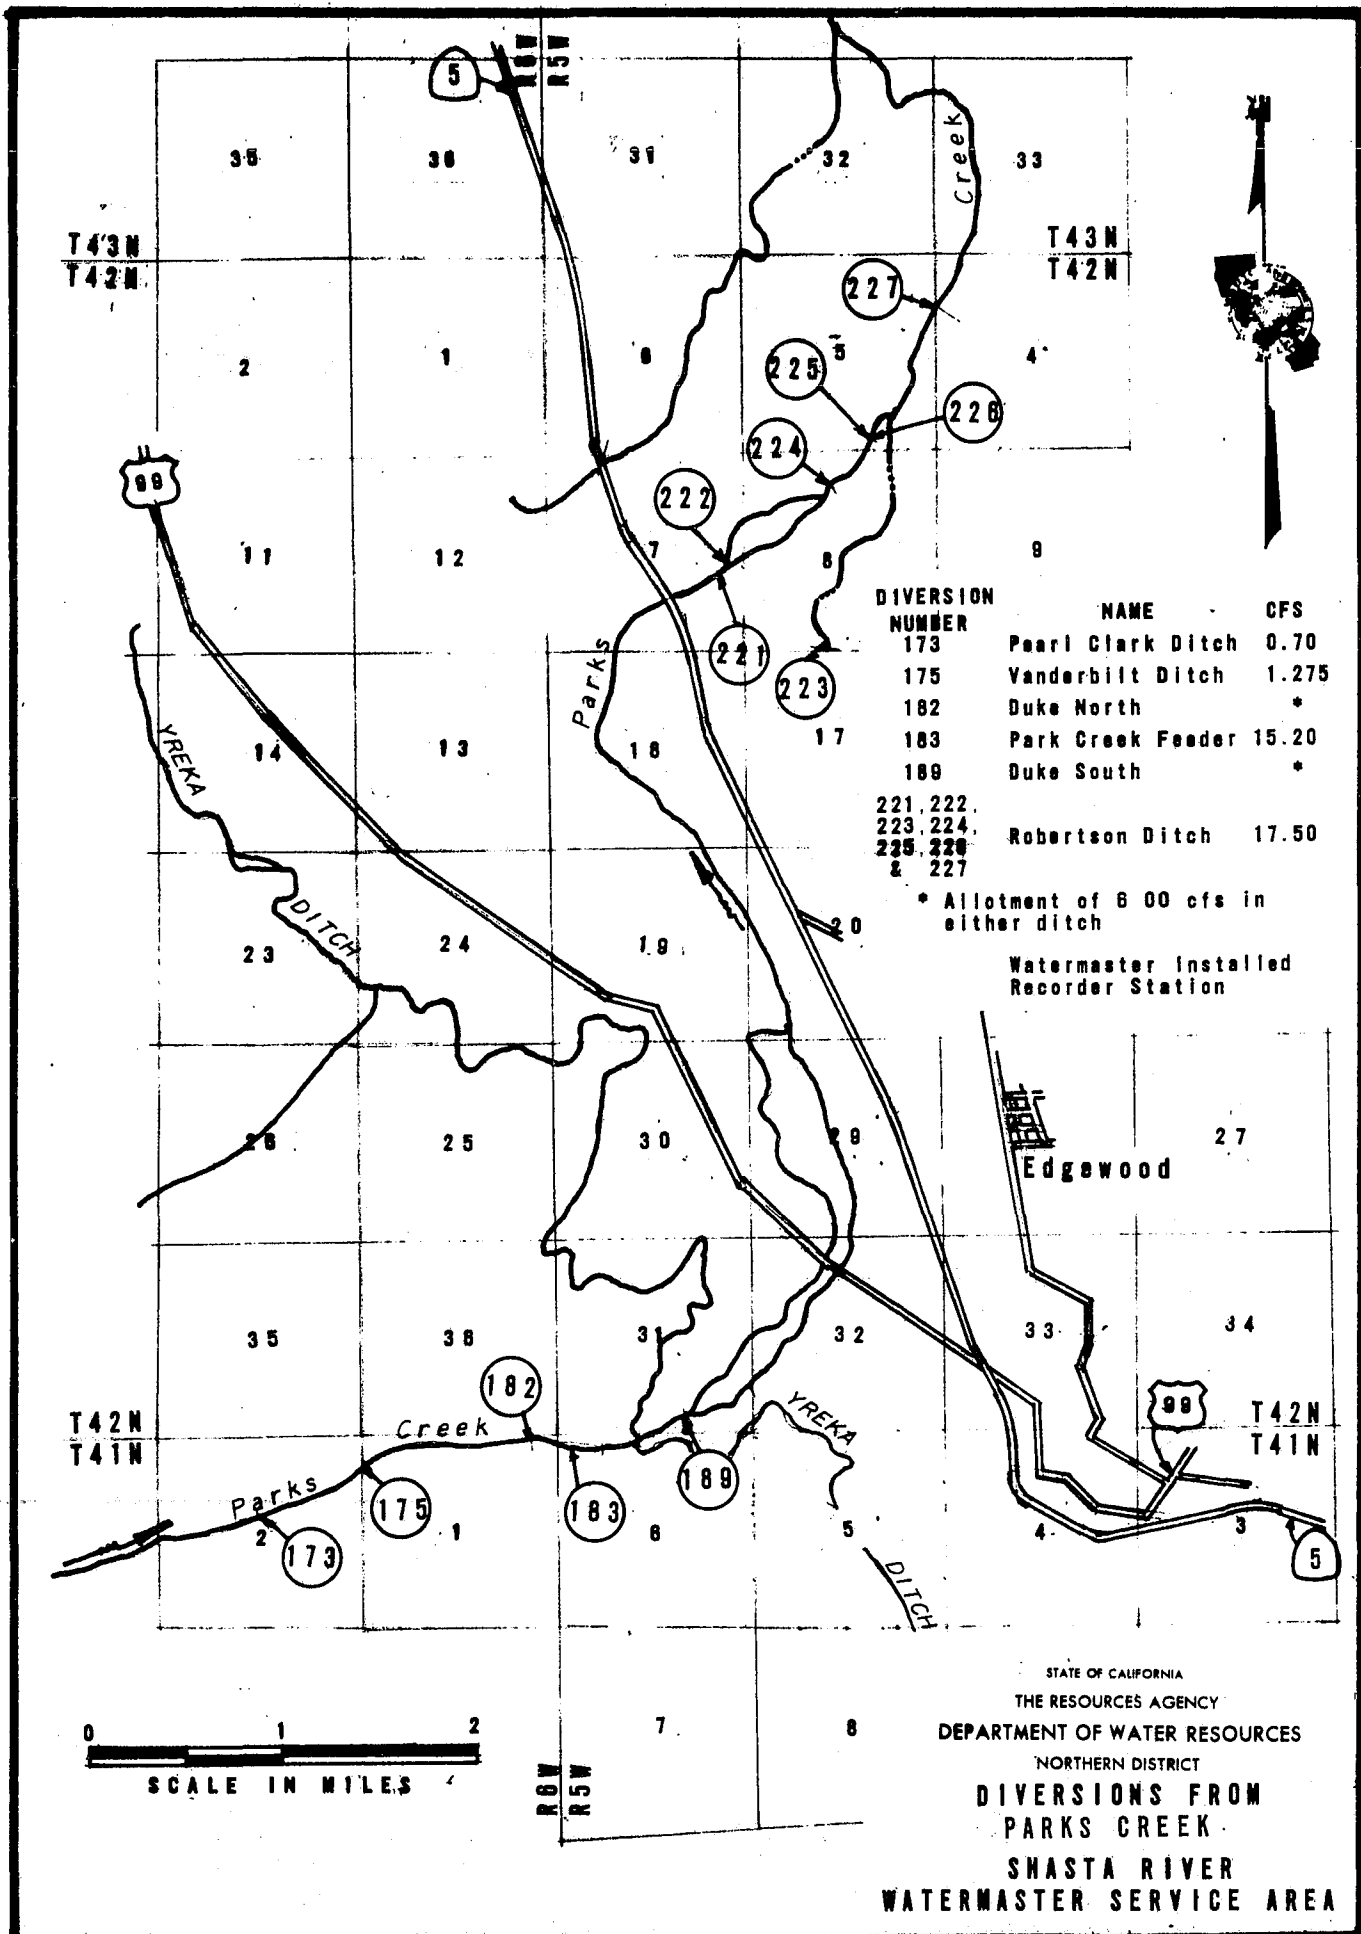 5
R6W
R5W
35
36
31
32
33
Creek
T43N
T42N
T43N
T42N
227
2
1
6
5
4
225
226
224
99
222
11
12
7
8
9
221
223
Parks
DIVERSION NUMBER NAME CFS
173 Pearl Clark Ditch 0.70
175 Vanderbilt Ditch 1.275
182 Duke North *
183 Park Creek Feeder 15.20
189 Duke South *
221, 222,
223, 224, Robertson Ditch 17.50
225, 226
& 227
* Allotment of 6 00 cfs in
either ditch
Watermaster Installed
Recorder Station
14
13
18
17
YREKA
DITCH
23
24
19
20
26
25
30
29
27
Edgewood
35
36
31
32
33
34
182
99
T42N
T41N
T42N
T41N
Creek
YREKA
Parks
175
183
189
2
173
1
6
5
4
3
5
DITCH
0 1 2
SCALE IN MILES
7
8
R6W
R5W
STATE OF CALIFORNIA
THE RESOURCES AGENCY
DEPARTMENT OF WATER RESOURCES
NORTHERN DISTRICT
DIVERSIONS FROM
PARKS CREEK
SHASTA RIVER
WATERMASTER SERVICE AREA